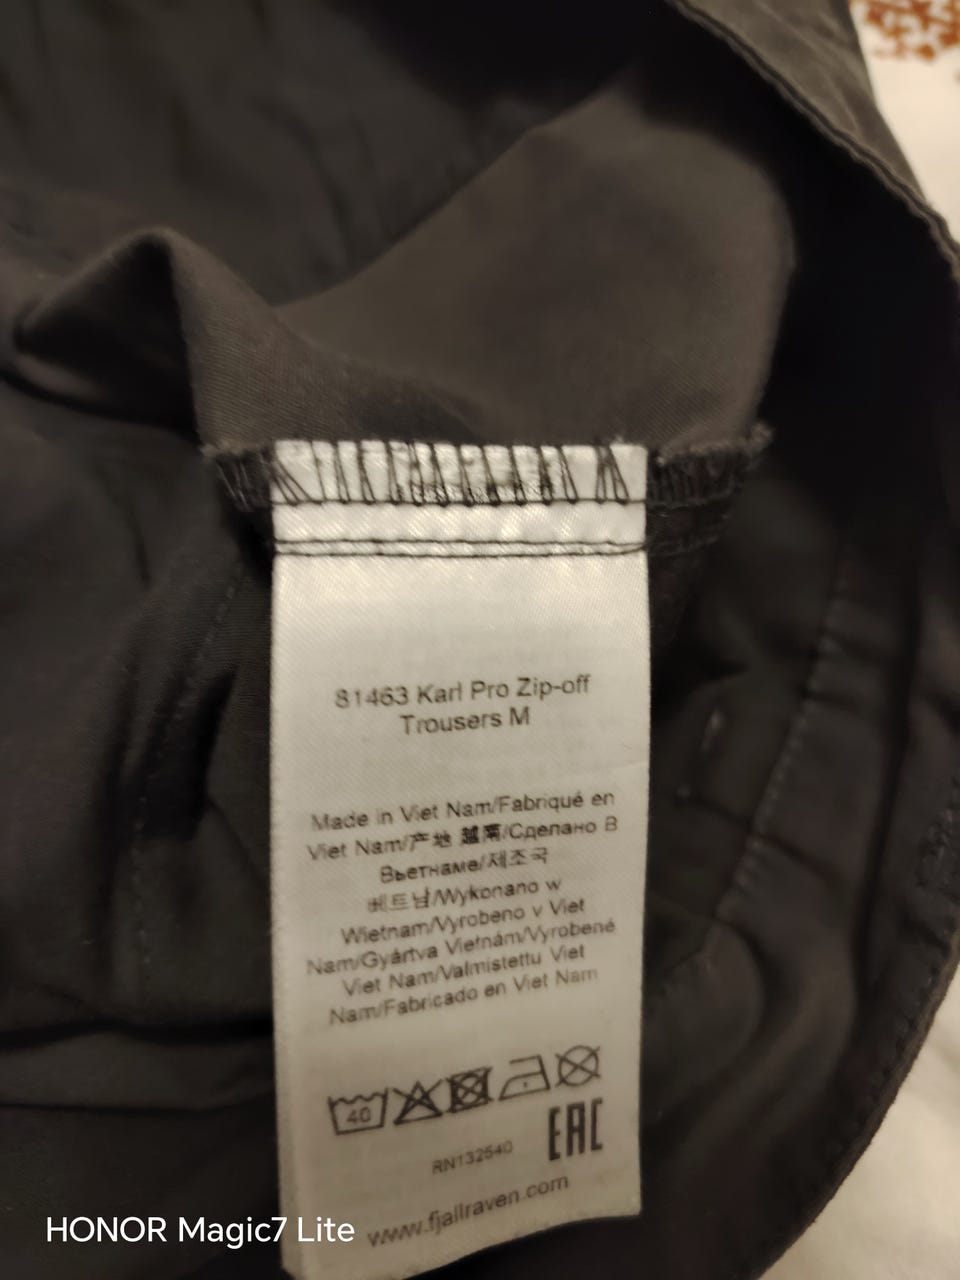 81463 Karl Pro Zip-off
Trousers M
Made in Viet Nam/Fabriqué en
Viet Nam/产地 越南/Сделано В
Вьетнаме/제조국
베트남/Wykonano w
Wietnam/Vyrobeno v Viet
Nam/Gyártva Vietnám/Vyrobené
Viet Nam/Valmistettu Viet
Nam/Fabricado en Viet Nam
40
EAC
RN132540
www.fjallraven.com
HONOR Magic7 Lite